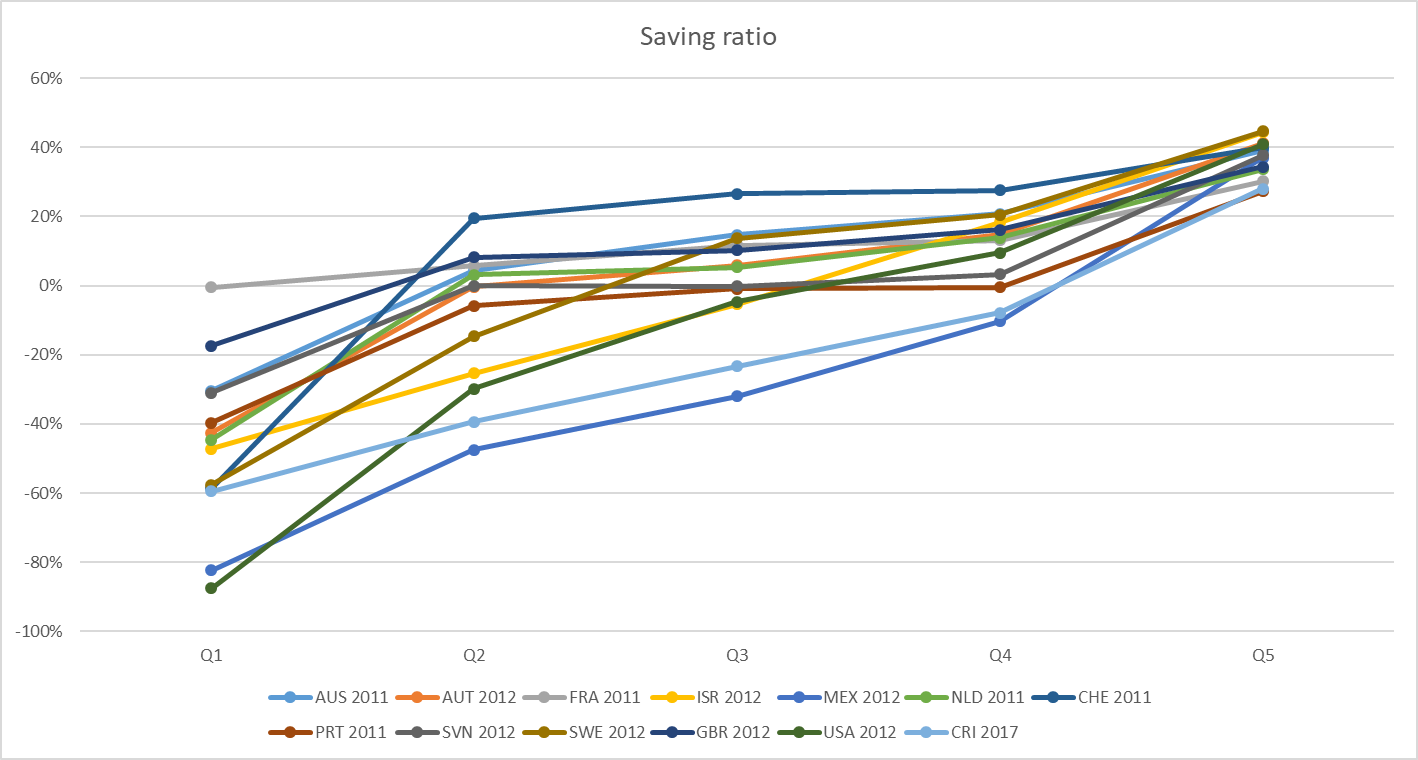 Saving ratio
60%
40%
20%
0%
-20%
-40%
-60%
-80%
-100%
Q1 Q2 Q3 Q4 Q5
AUS 2011 AUT 2012 FRA 2011 ISR 2012 MEX 2012 NLD 2011 CHE 2011
PRT 2011 SVN 2012 SWE 2012 GBR 2012 USA 2012 CRI 2017